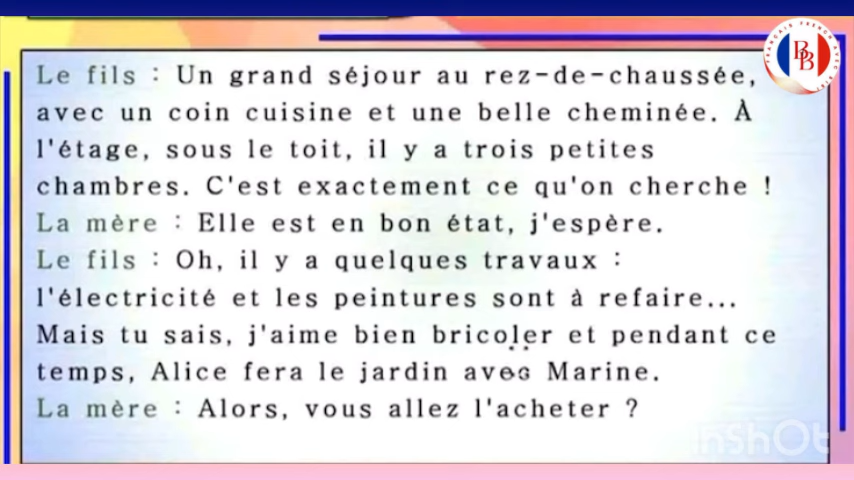 Le fils : Un grand séjour au rez-de-chaussée,
avec un coin cuisine et une belle cheminée. À
l'étage, sous le toit, il y a trois petites
chambres. C'est exactement ce qu'on cherche !
La mère : Elle est en bon état, j'espère.
Le fils : Oh, il y a quelques travaux :
l'électricité et les peintures sont à refaire...
Mais tu sais, j'aime bien bricoler et pendant ce
temps, Alice fera le jardin avec Marine.
La mère : Alors, vous allez l'acheter ?
InShOt